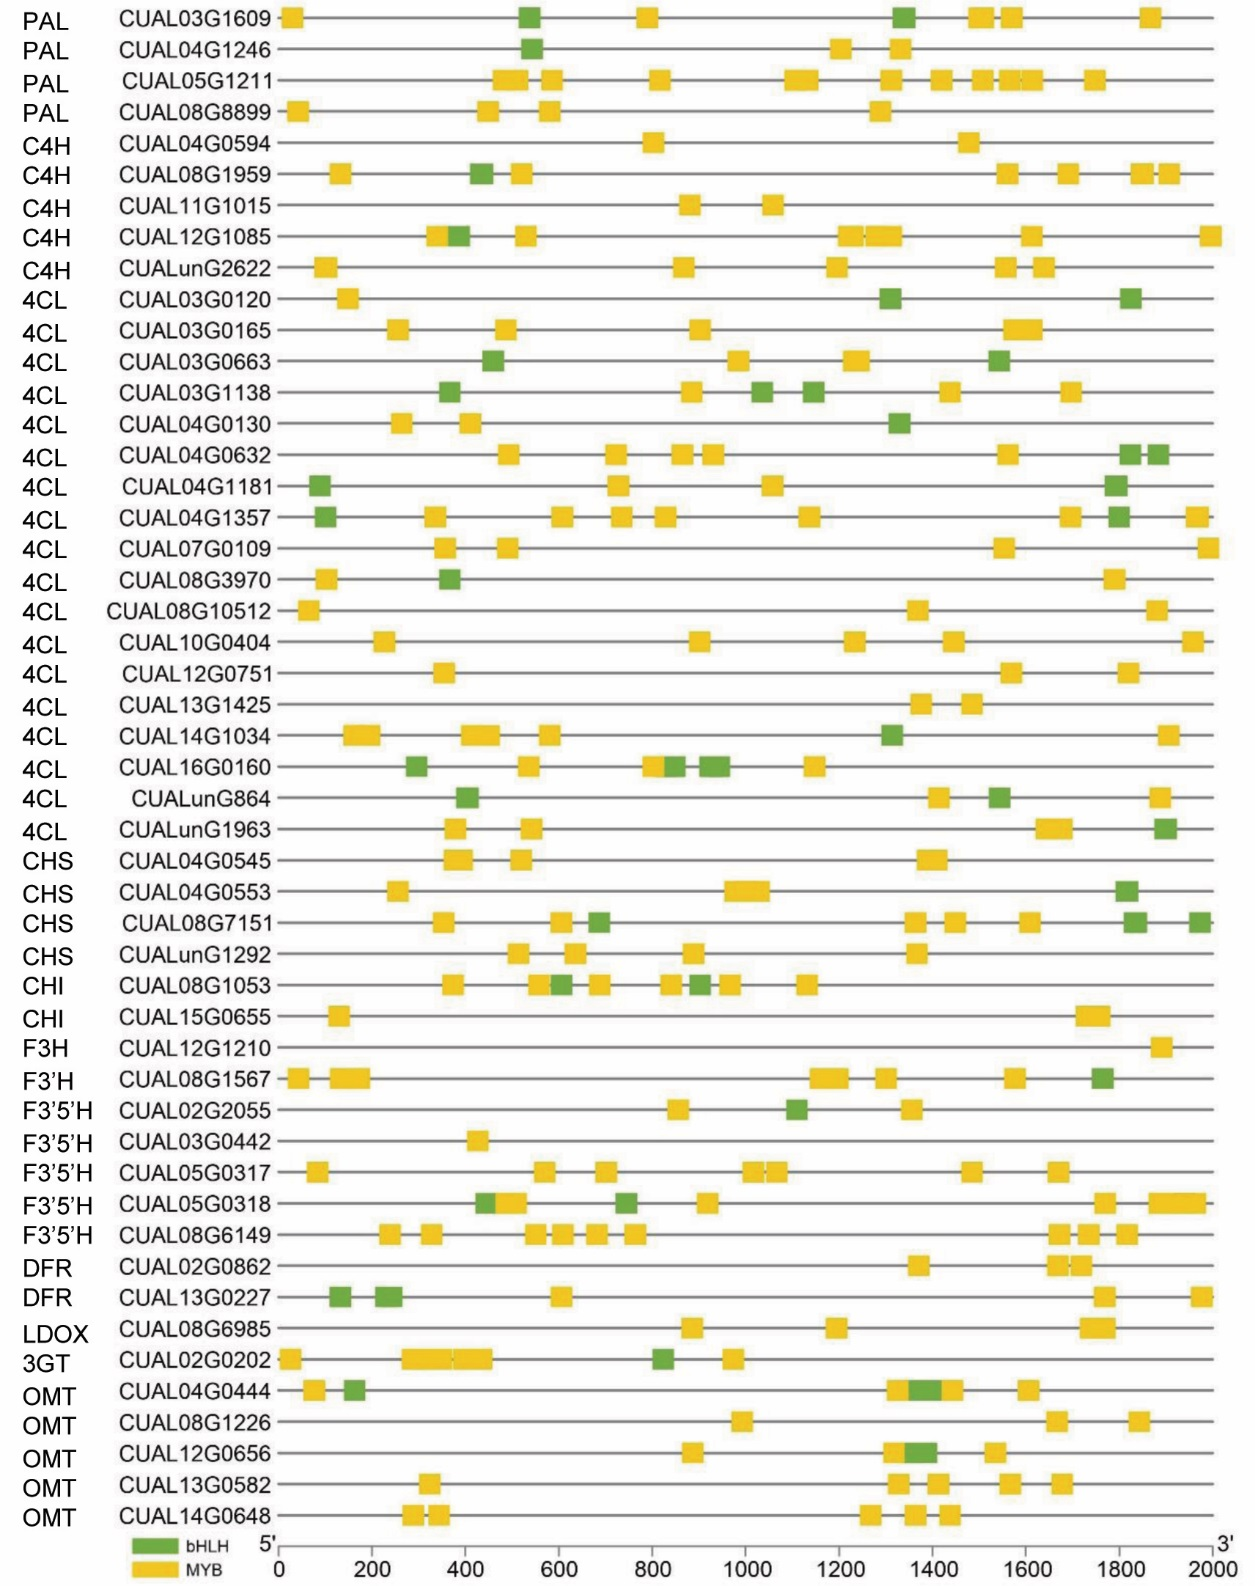 PAL CUAL03G1609
PAL CUAL04G1246
PAL CUAL05G1211
PAL CUAL08G8899
C4H CUAL04G0594
C4H CUAL08G1959
C4H CUAL11G1015
C4H CUAL12G1085
C4H CUALunG2622
4CL CUAL03G0120
4CL CUAL03G0165
4CL CUAL03G0663
4CL CUAL03G1138
4CL CUAL04G0130
4CL CUAL04G0632
4CL CUAL04G1181
4CL CUAL04G1357
4CL CUAL07G0109
4CL CUAL08G3970
4CL CUAL08G10512
4CL CUAL10G0404
4CL CUAL12G0751
4CL CUAL13G1425
4CL CUAL14G1034
4CL CUAL16G0160
4CL CUALunG864
4CL CUALunG1963
CHS CUAL04G0545
CHS CUAL04G0553
CHS CUAL08G7151
CHS CUALunG1292
CHI CUAL08G1053
CHI CUAL15G0655
F3H CUAL12G1210
F3'H CUAL08G1567
F3'5'H CUAL02G2055
F3'5'H CUAL03G0442
F3'5'H CUAL05G0317
F3'5'H CUAL05G0318
F3'5'H CUAL08G6149
DFR CUAL02G0862
DFR CUAL13G0227
LDOX CUAL08G6985
3GT CUAL02G0202
OMT CUAL04G0444
OMT CUAL08G1226
OMT CUAL12G0656
OMT CUAL13G0582
OMT CUAL14G0648
bHLH 5' 3'
MYB 0 200 400 600 800 1000 1200 1400 1600 1800 2000